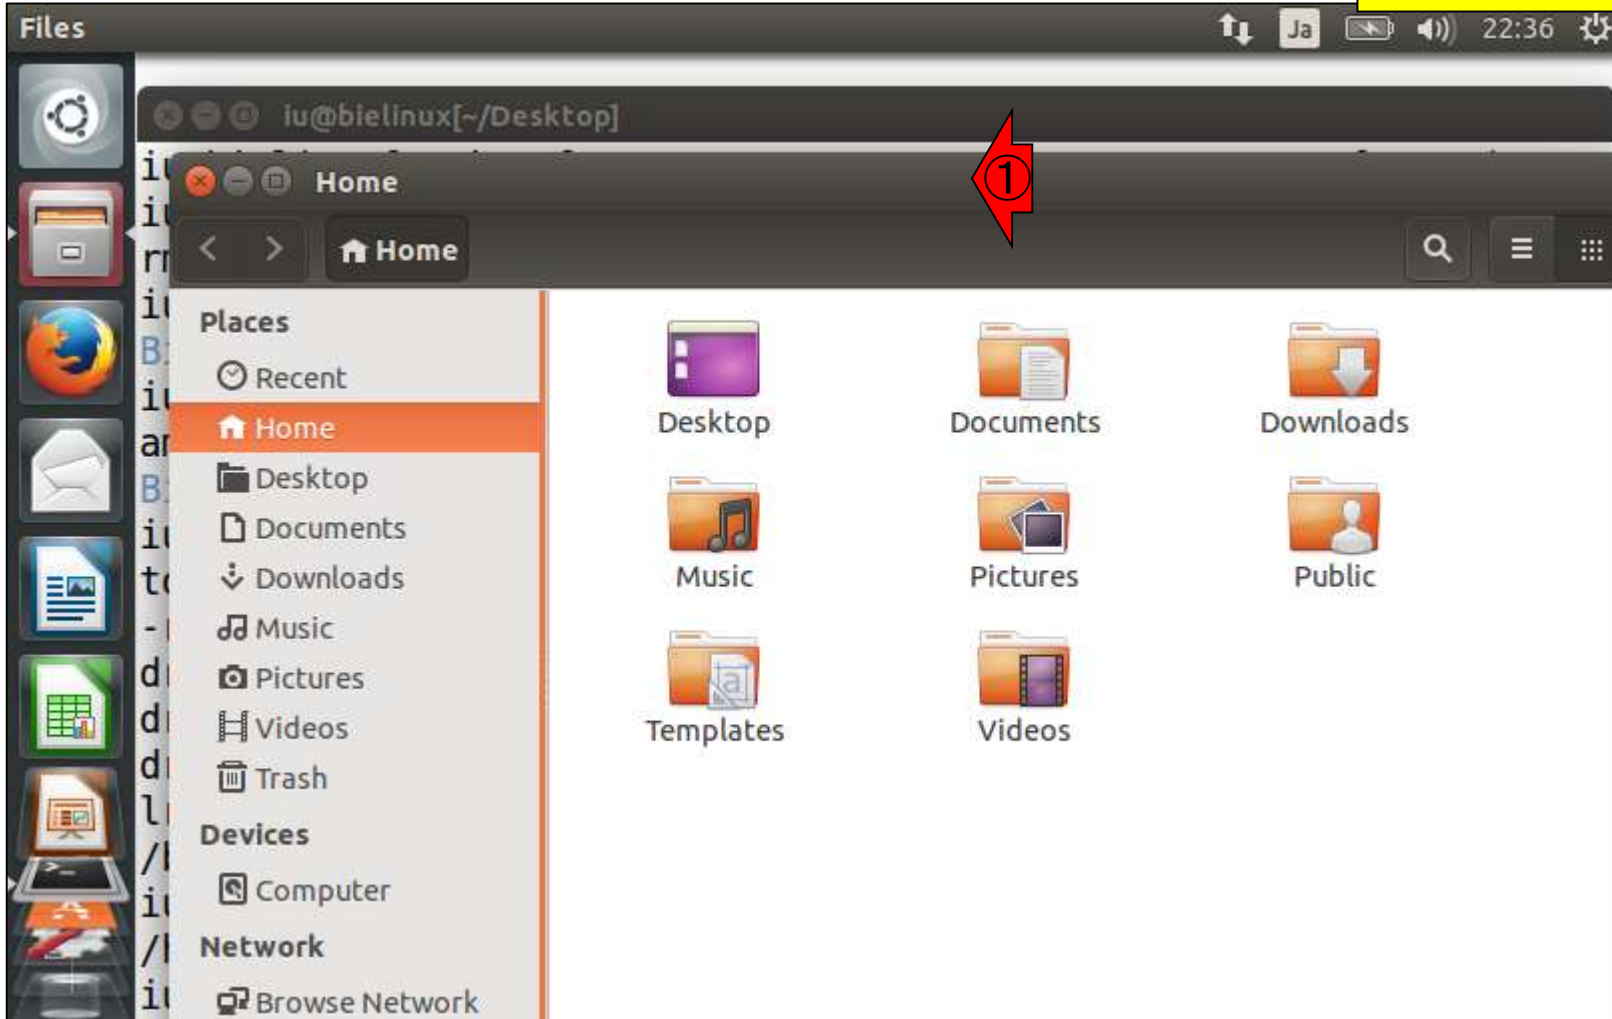 Files
Ja
22:36
iu@bielinux[~/Desktop]
Home
①
Home
Places
Recent
Home
Desktop
Documents
Downloads
Music
Pictures
Videos
Trash
Devices
Computer
Network
Browse Network
Desktop
Documents
Downloads
Music
Pictures
Public
Templates
Videos